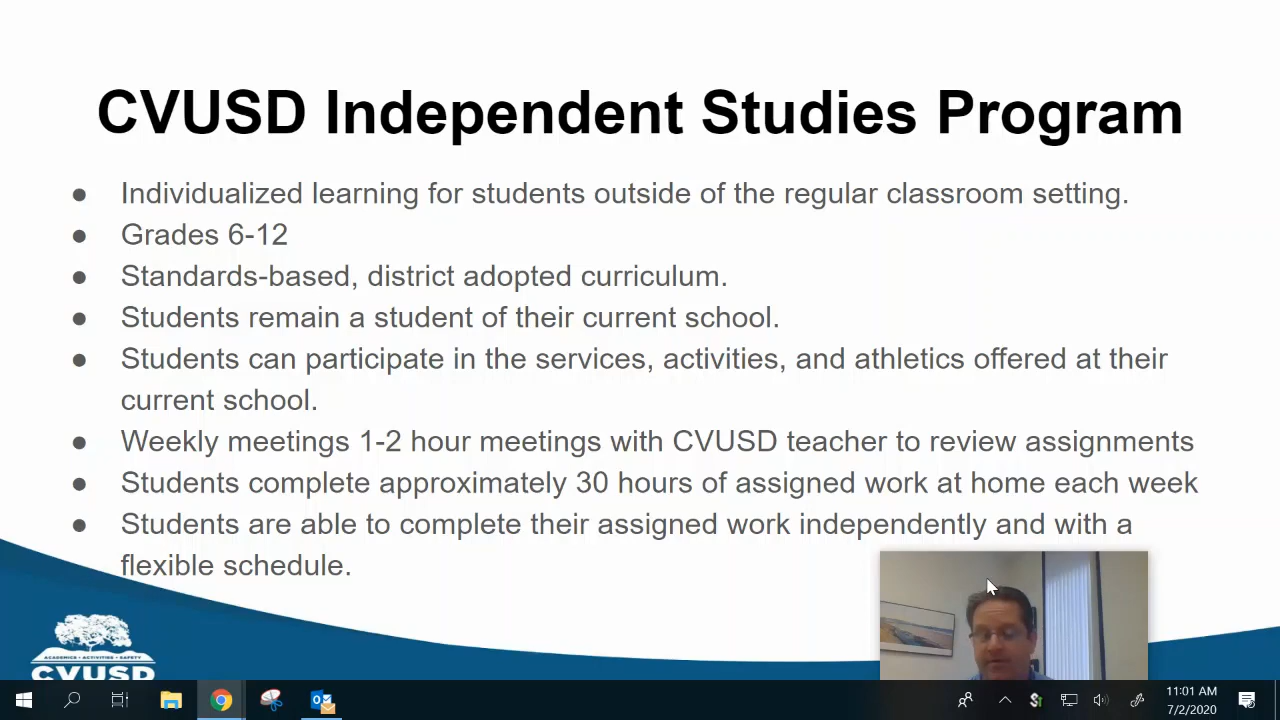 CVUSD Independent Studies Program
● Individualized learning for students outside of the regular classroom setting.
● Grades 6-12
● Standards-based, district adopted curriculum.
● Students remain a student of their current school.
● Students can participate in the services, activities, and athletics offered at their
current school.
● Weekly meetings 1-2 hour meetings with CVUSD teacher to review assignments
● Students complete approximately 30 hours of assigned work at home each week
● Students are able to complete their assigned work independently and with a
flexible schedule.
ACADEMICS • ACTIVITIES • SAFETY
CVUSD
11:01 AM
7/2/2020